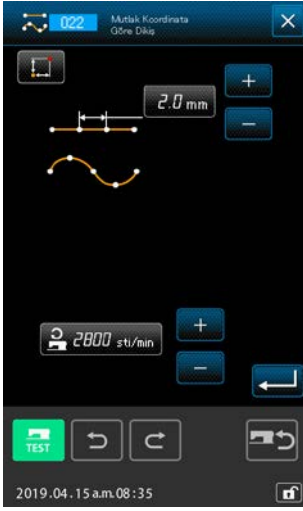 022
Mutlak Koordinata
Göre Dikiş
2.0 mm
2800 sti/min
TEST
2019.04.15 a.m.08:35